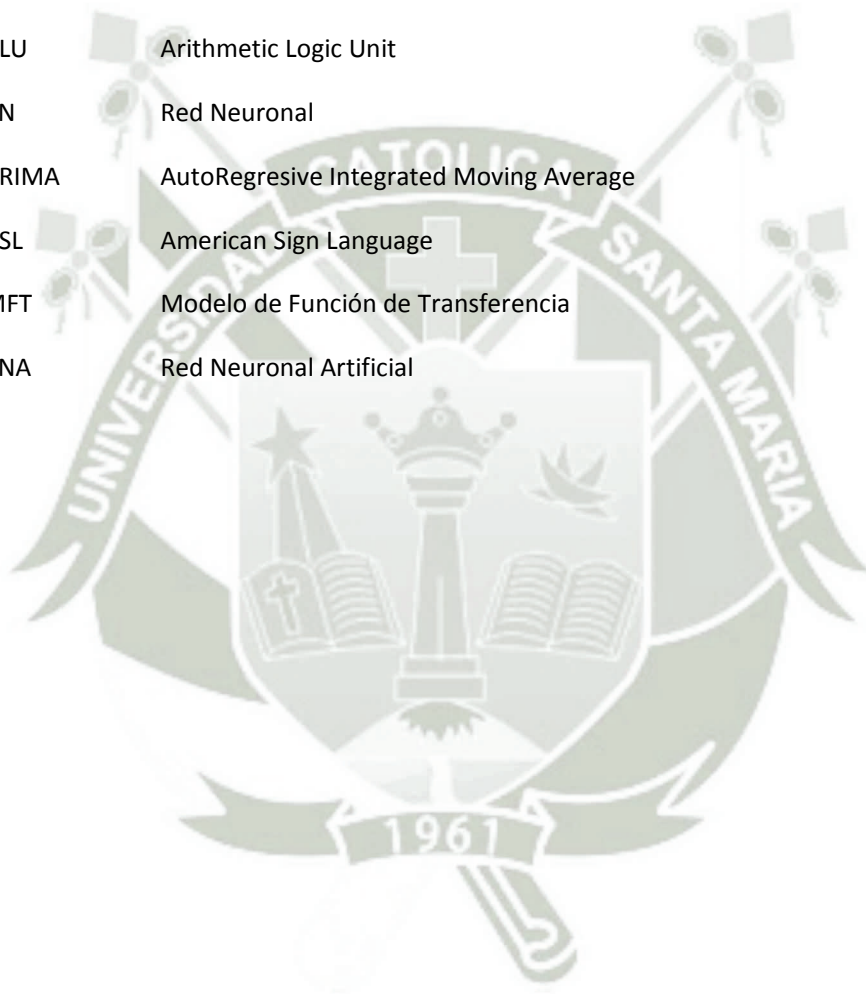 LU Arithmetic Logic Unit
N Red Neuronal
RIMA AutoRegresive Integrated Moving Average
SL American Sign Language
MFT Modelo de Función de Transferencia
NA Red Neuronal Artificial
UNIVERSIDAD CATOLICA SANTA MARIA
1961